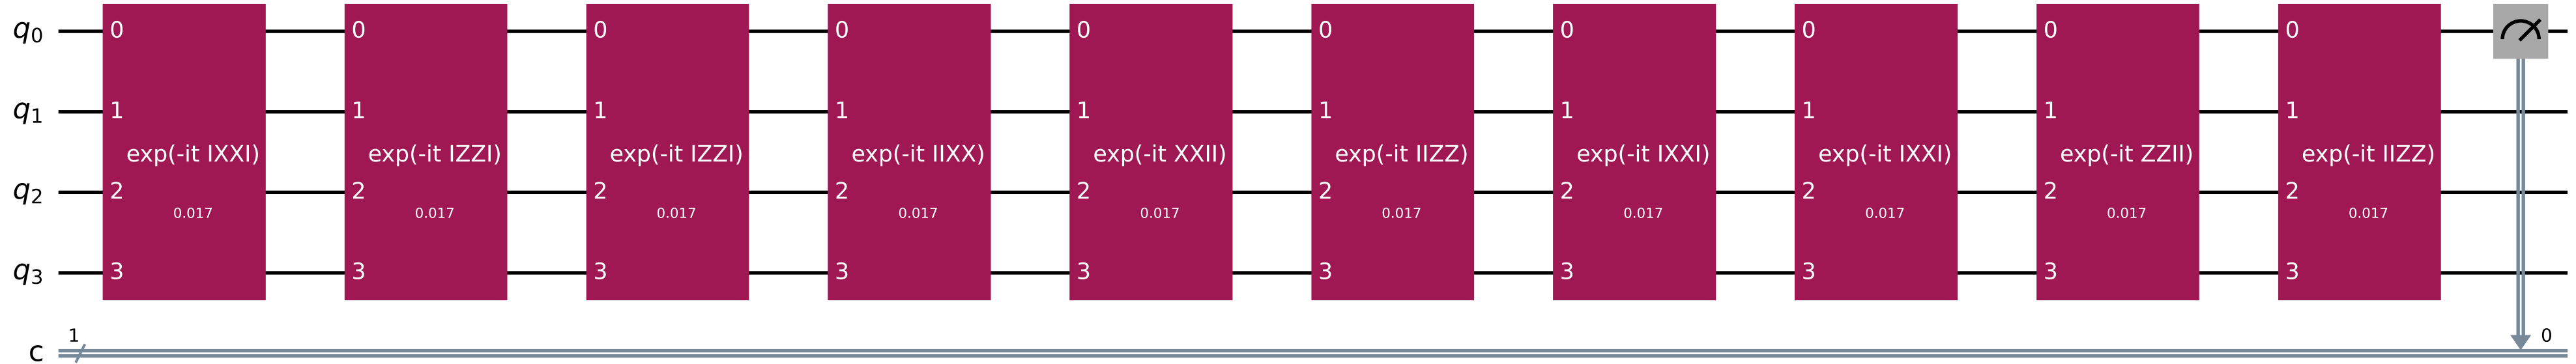 q0 0 0 0 0 0 0 0 0 0 0
q1 1 1 1 1 1 1 1 1 1 1
exp(-it IXXI) exp(-it IZZI) exp(-it IZZI) exp(-it IIXX) exp(-it XXII) exp(-it IIZZ) exp(-it IXXI) exp(-it IXXI) exp(-it ZZII) exp(-it IIZZ)
q2 2 2 2 2 2 2 2 2 2 2
0.017 0.017 0.017 0.017 0.017 0.017 0.017 0.017 0.017 0.017
q3 3 3 3 3 3 3 3 3 3 3
1 0
c